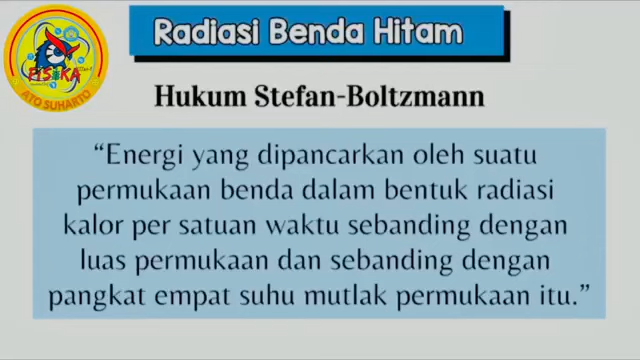 Radiasi Benda Hitam
FISIKA
ATO SUHARTO
Hukum Stefan-Boltzmann
“Energi yang dipancarkan oleh suatu
permukaan benda dalam bentuk radiasi
kalor per satuan waktu sebanding dengan
luas permukaan dan sebanding dengan
pangkat empat suhu mutlak permukaan itu.”